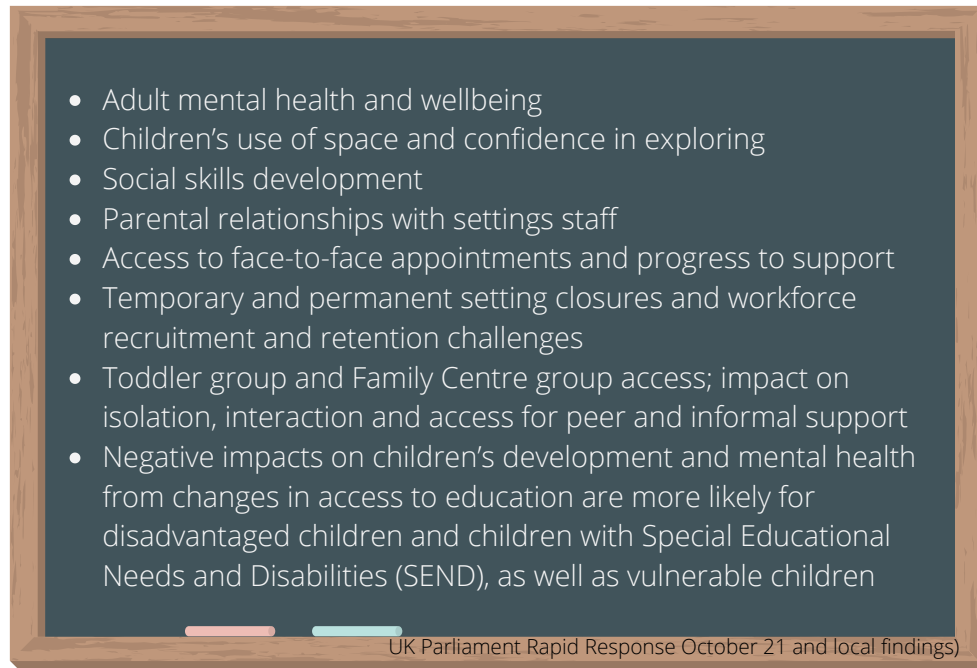 • Adult mental health and wellbeing
• Children’s use of space and confidence in exploring
• Social skills development
• Parental relationships with settings staff
• Access to face-to-face appointments and progress to support
• Temporary and permanent setting closures and workforce
recruitment and retention challenges
• Toddler group and Family Centre group access; impact on
isolation, interaction and access for peer and informal support
• Negative impacts on children’s development and mental health
from changes in access to education are more likely for
disadvantaged children and children with Special Educational
Needs and Disabilities (SEND), as well as vulnerable children
UK Parliament Rapid Response October 21 and local findings)